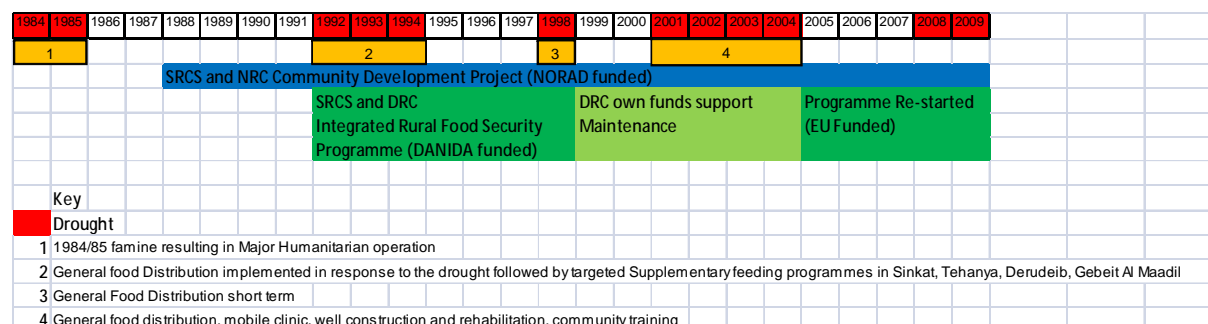 1984 1985 1986 1987 1988 1989 1990 1991 1992 1993 1994 1995 1996 1997 1998 1999 2000 2001 2002 2003 2004 2005 2006 2007 2008 2009
1 2 3 4
SRCS and NRC Community Development Project (NORAD funded)
SRCS and DRC
Integrated Rural Food Security
Programme (DANIDA funded)
DRC own funds support
Maintenance
Programme Re-started
(EU Funded)
Key
Drought
1 1984/85 famine resulting in Major Humanitarian operation
2 General food Distribution implemented in response to the drought followed by targeted Supplementary feeding programmes in Sinkat, Tehanya, Derudeib, Gebeit Al Maadil
3 General Food Distribution short term
4 General food distribution, mobile clinic, well construction and rehabilitation, community training